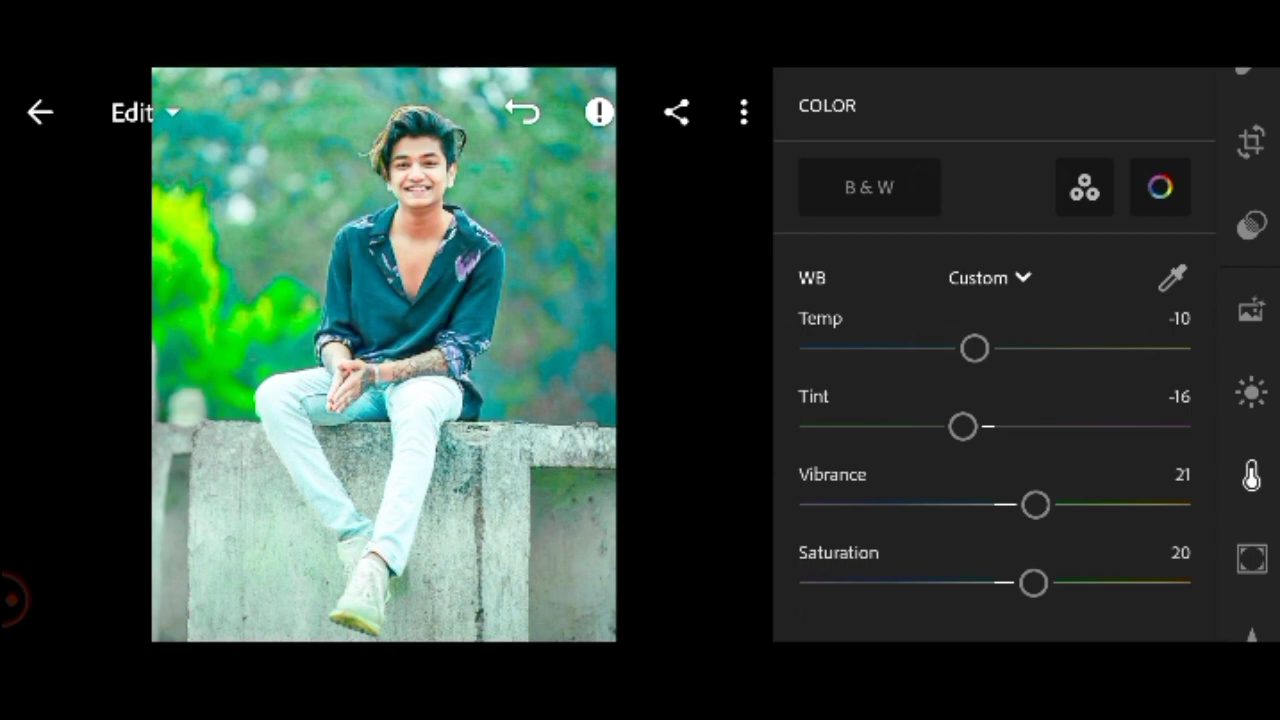 Edit
COLOR
B & W
WB Custom
Temp -10
Tint -16
Vibrance 21
Saturation 20